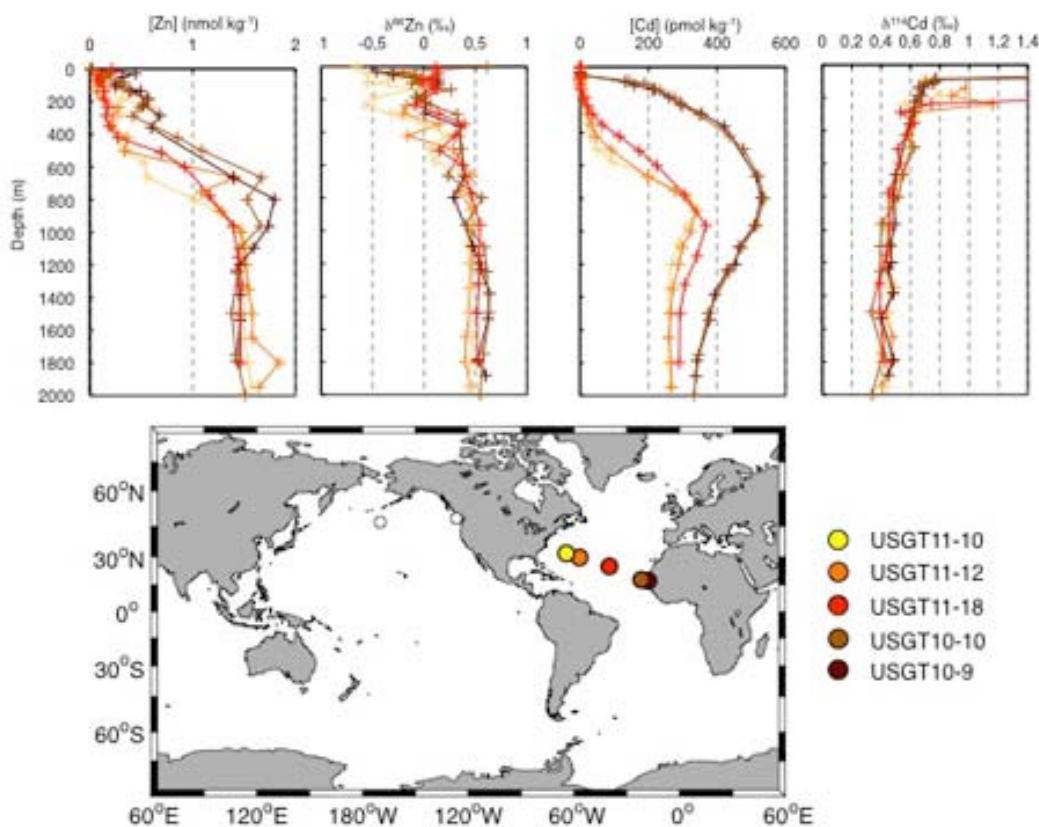 [Zn] (nmol kg⁻¹) δ⁶⁶Zn (‰) [Cd] (pmol kg⁻¹) δ¹¹⁴Cd (‰)
0 1 2 -1 -0.5 0 0.5 1 0 200 400 600 0 0.2 0.4 0.6 0.8 1 1.2 1.4
0
200
400
600
800
1000
1200
1400
1600
1800
2000
Depth (m)
60°N
30°N
0°
30°S
60°S
60°E 120°E 180°W 120°W 60°W 0° 60°E
USGT11-10
USGT11-12
USGT11-18
USGT10-10
USGT10-9